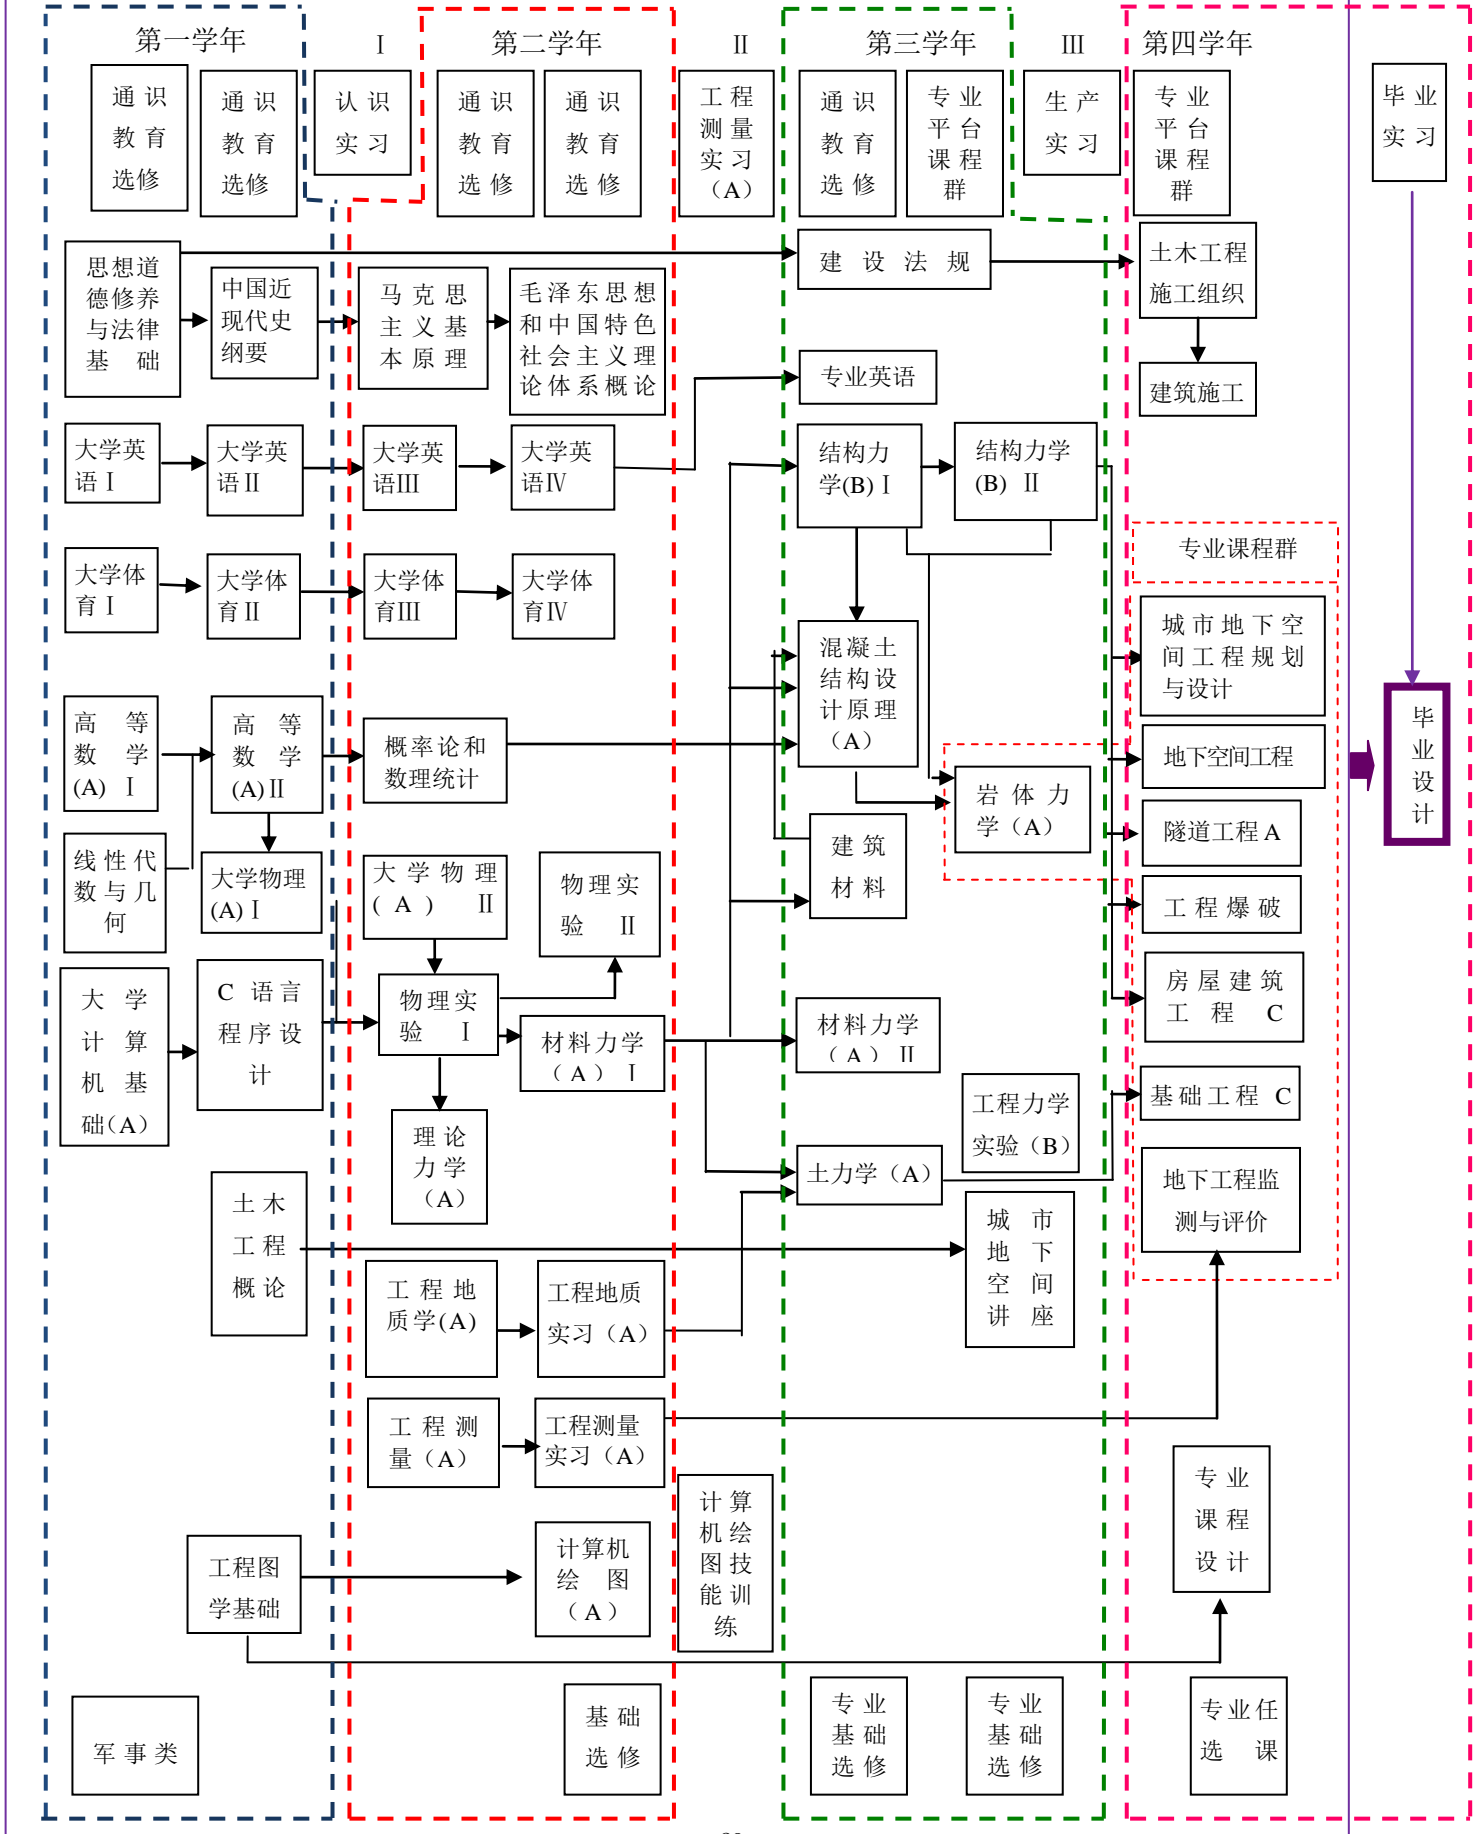 第一学年
Ⅰ
第二学年
Ⅱ
第三学年
Ⅲ
第四学年
通识
教育
选修
通识
教育
选修
认识
实习
通识
教育
选修
通识
教育
选修
工程
测量
实习
（A）
通识
教育
选修
专业
平台
课程
群
生产
实习
专业
平台
课程
群
毕业
实习
思想道
德修养
与法律
基础
中国近
现代史
纲要
马克思
主义基
本原理
毛泽东思想
和中国特色
社会主义理
论体系概论
建设法规
土木工程
施工组织
专业英语
建筑施工
大学英
语Ⅰ
大学英
语Ⅱ
大学英
语Ⅲ
大学英
语Ⅳ
结构力
学(B)Ⅰ
结构力学
(B) Ⅱ
专业课程群
大学体
育Ⅰ
大学体
育Ⅱ
大学体
育Ⅲ
大学体
育Ⅳ
混凝土
结构设
计原理
（A）
城市地下空
间工程规划
与设计
高等
数学
(A) Ⅰ
高等
数学
(A)Ⅱ
概率论和
数理统计
岩体力
学（A）
地下空间工程
毕
业
设
计
线性代
数与几
何
大学物理
(A)Ⅰ
大学物理
(A) Ⅱ
物理实
验 Ⅱ
建筑
材料
隧道工程 A
工程爆破
大学
计算
机基
础(A)
C 语言
程序设
计
物理实
验 Ⅰ
材料力学
（A）Ⅰ
材料力学
（A）Ⅱ
房屋建筑
工程 C
工程力学
实验（B）
基础工程 C
理论
力学
（A）
土力学（A）
地下工程监
测与评价
土木
工程
概论
城市
地下
空间
讲座
工程地
质学(A)
工程地质
实习（A）
工程测
量（A）
工程测量
实习（A）
专业
课程
设计
计算
机绘
图技
能训
练
工程图
学基础
计算机
绘图
（A）
军事类
基础
选修
专业
基础
选修
专业
基础
选修
专业任
选课